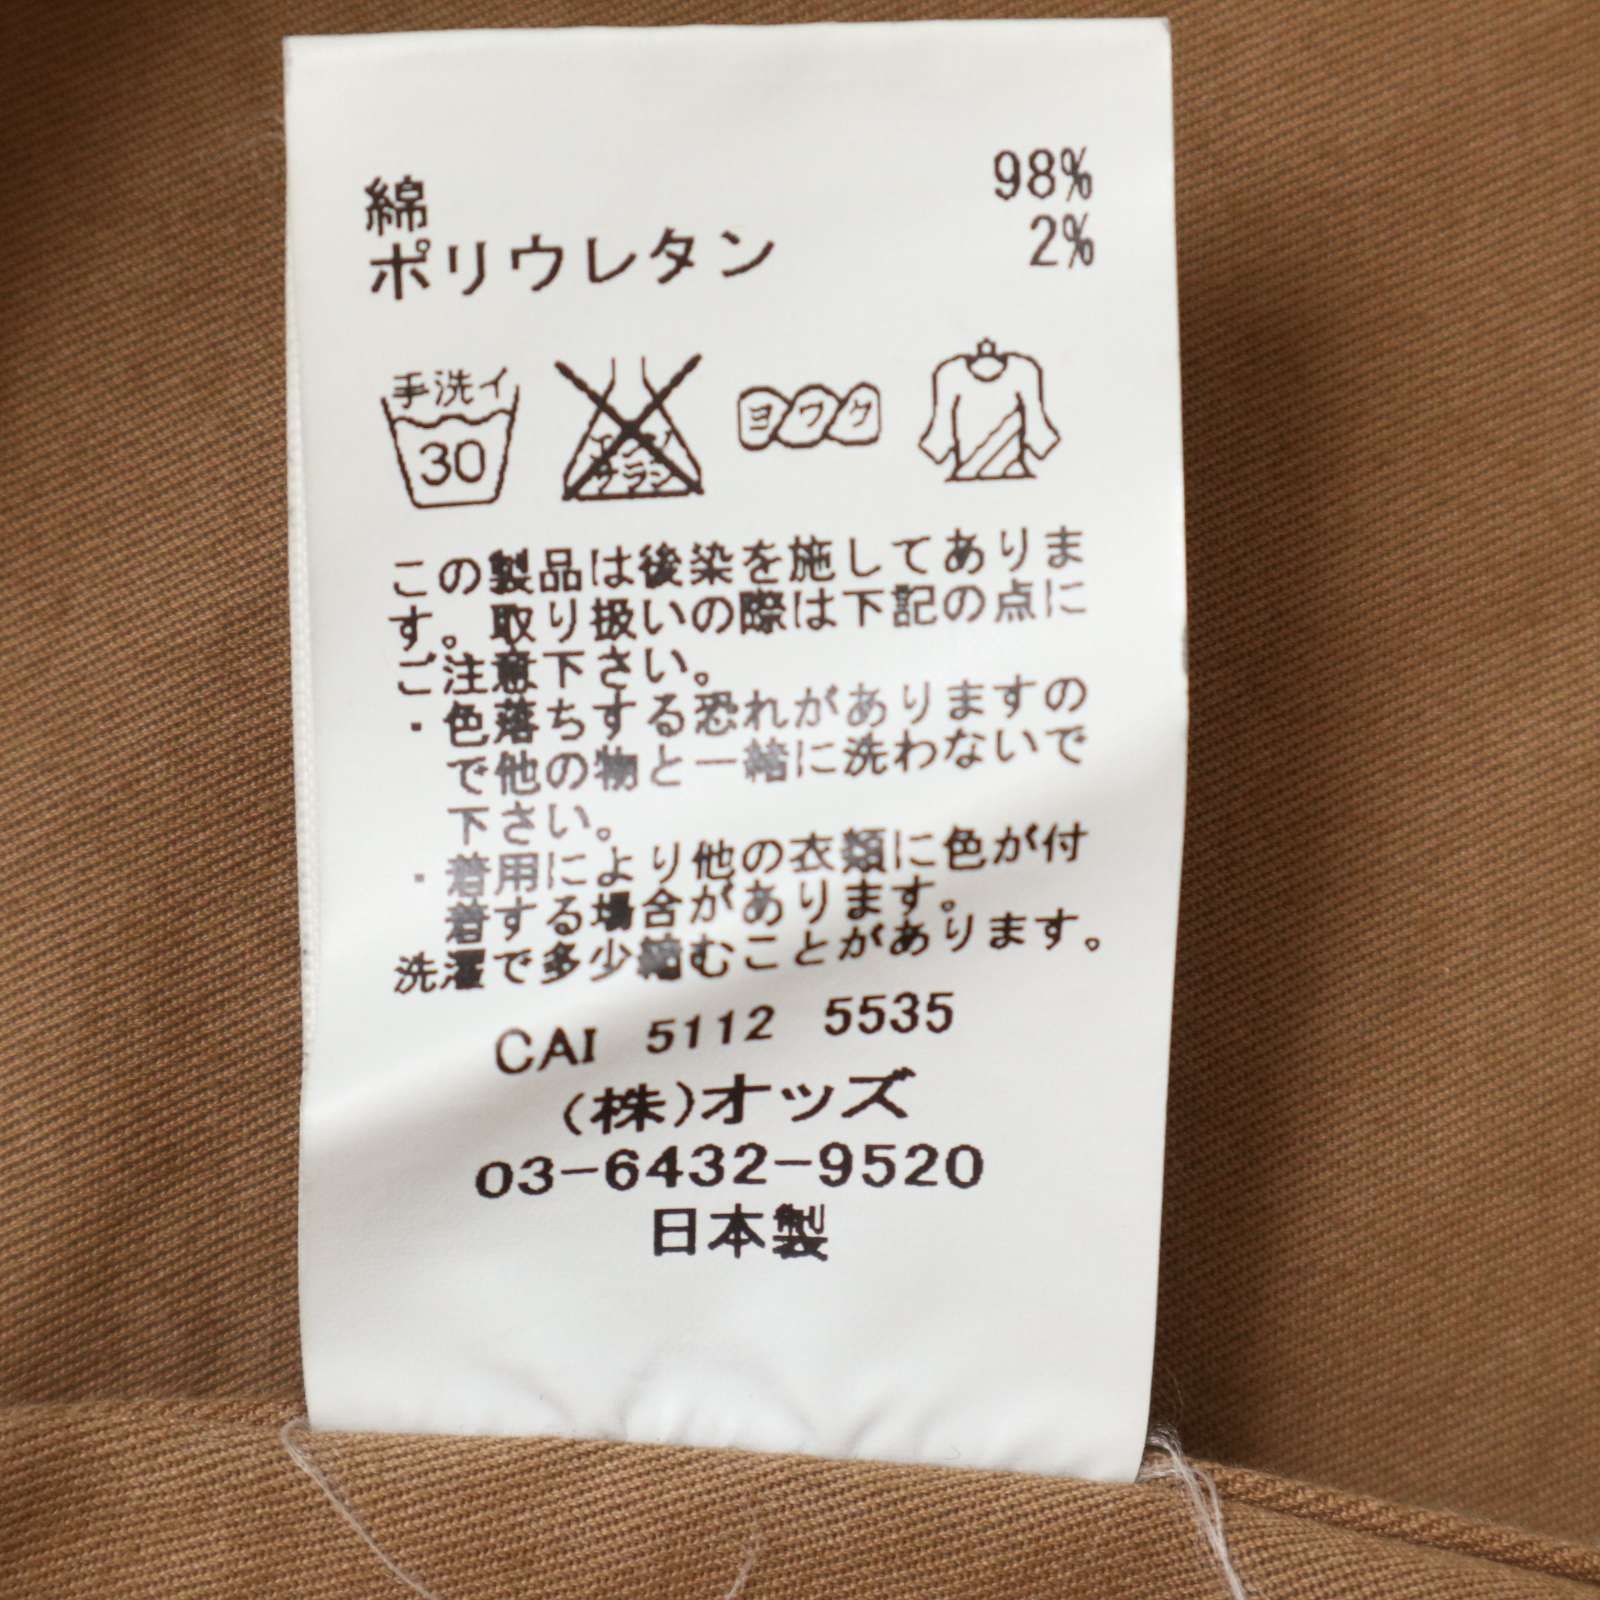 綿 98%
ポリウレタン 2%
手洗イ
30
エンソ
サラシ
ヨワク
この製品は後染を施してありま
す。取り扱いの際は下記の点に
ご注意下さい。
・色落ちする恐れがありますの
で他の物と一緒に洗わないで
下さい。
・着用により他の衣類に色が付
着する場合があります。
洗濯で多少縮むことがあります。
CAI 5112 5535
(株)オッズ
03-6432-9520
日本製